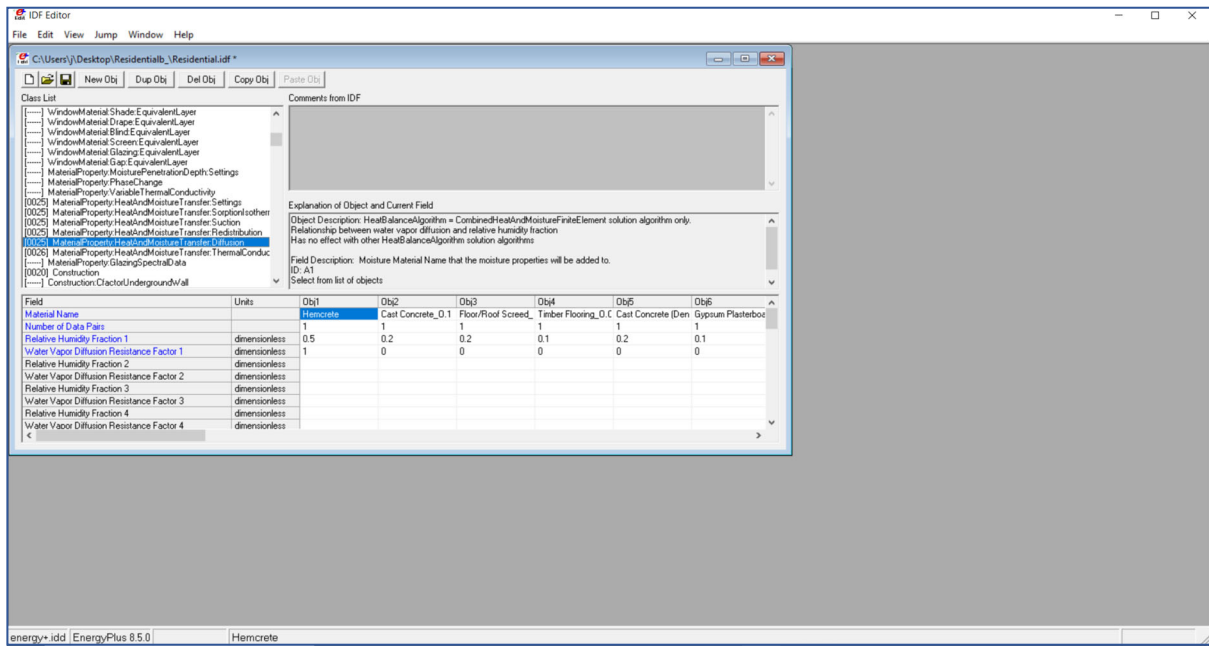 IDF Editor
File Edit View Jump Window Help
C:\Users\j\Desktop\Residentialb_\Residential.idf *
New Obj Dup Obj Del Obj Copy Obj Paste Obj
Class List
Comments from IDF
[------] WindowMaterial:Shade:EquivalentLayer
[------] WindowMaterial:Drape:EquivalentLayer
[------] WindowMaterial:Blind:EquivalentLayer
[------] WindowMaterial:Screen:EquivalentLayer
[------] WindowMaterial:Glazing:EquivalentLayer
[------] WindowMaterial:Gap:EquivalentLayer
[------] MaterialProperty:MoisturePenetrationDepth:Settings
[------] MaterialProperty:PhaseChange
[------] MaterialProperty:VariableThermalConductivity
[0025] MaterialProperty:HeatAndMoistureTransfer:Settings
[0025] MaterialProperty:HeatAndMoistureTransfer:SorptionIsotherm
[0025] MaterialProperty:HeatAndMoistureTransfer:Suction
[0025] MaterialProperty:HeatAndMoistureTransfer:Redistribution
[0025] MaterialProperty:HeatAndMoistureTransfer:Diffusion
[0026] MaterialProperty:HeatAndMoistureTransfer:ThermalConduc
[------] MaterialProperty:GlazingSpectralData
[0020] Construction
[------] Construction:CfactorUndergroundWall
Explanation of Object and Current Field
Object Description: HeatBalanceAlgorithm = CombinedHeatAndMoistureFiniteElement solution algorithm only.
Relationship between water vapor diffusion and relative humidity fraction
Has no effect with other HeatBalanceAlgorithm solution algorithms
Field Description: Moisture Material Name that the moisture properties will be added to.
ID: A1
Select from list of objects
Field Units Obj1 Obj2 Obj3 Obj4 Obj5 Obj6
Material Name Hemcrete Cast Concrete_0.1 Floor/Roof Screed_ Timber Flooring_0.0 Cast Concrete (Den Gypsum Plasterboa
Number of Data Pairs 1 1 1 1 1 1
Relative Humidity Fraction 1 dimensionless 0.5 0.2 0.2 0.1 0.2 0.1
Water Vapor Diffusion Resistance Factor 1 dimensionless 1 0 0 0 0 0
Relative Humidity Fraction 2 dimensionless
Water Vapor Diffusion Resistance Factor 2 dimensionless
Relative Humidity Fraction 3 dimensionless
Water Vapor Diffusion Resistance Factor 3 dimensionless
Relative Humidity Fraction 4 dimensionless
Water Vapor Diffusion Resistance Factor 4 dimensionless
energy+.idd EnergyPlus 8.5.0 Hemcrete